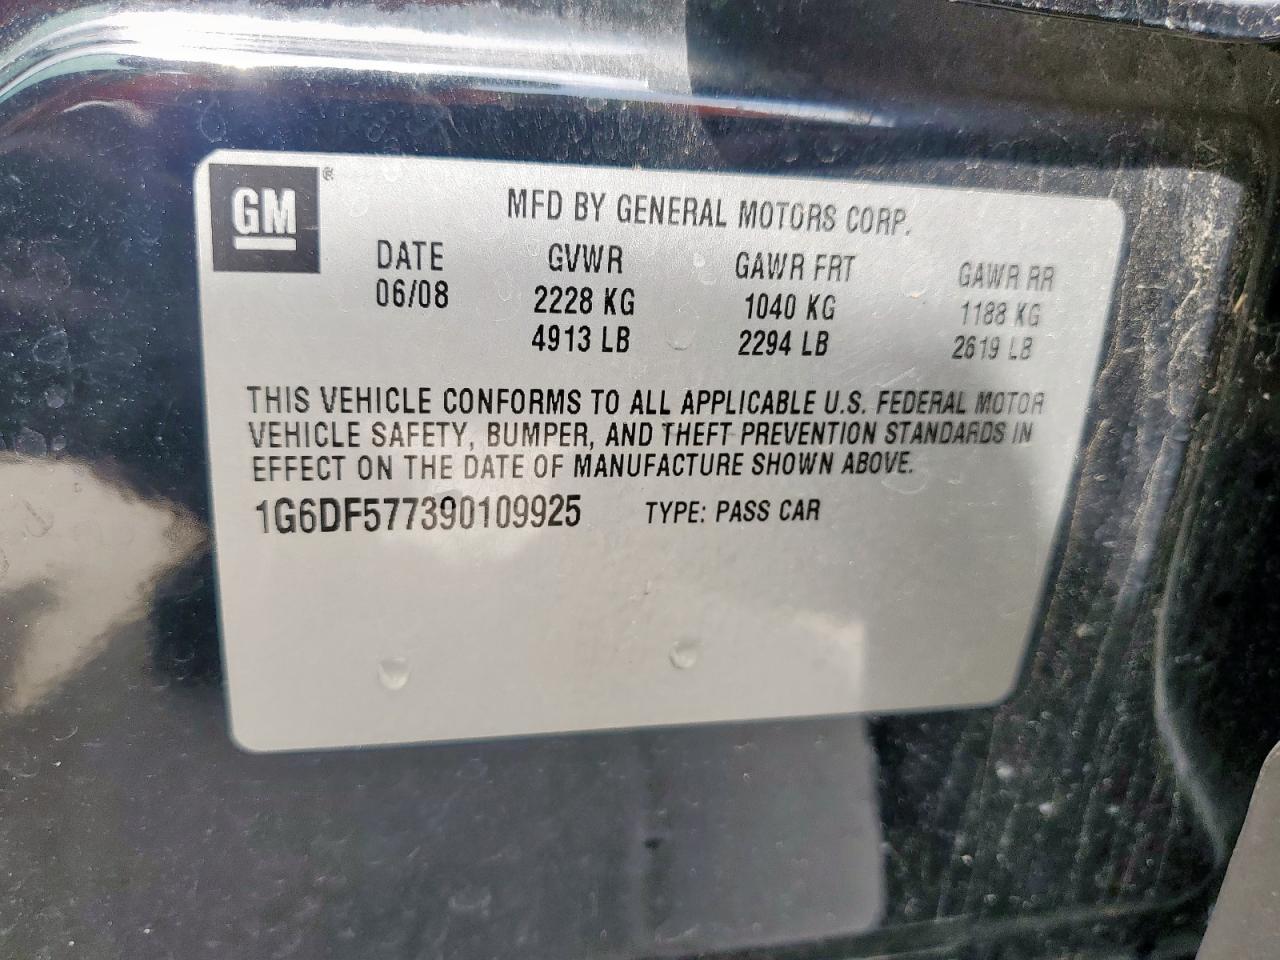 GM ®
MFD BY GENERAL MOTORS CORP.
DATE GVWR GAWR FRT GAWR RR
06/08 2228 KG 1040 KG 1188 KG
4913 LB 2294 LB 2619 LB
THIS VEHICLE CONFORMS TO ALL APPLICABLE U.S. FEDERAL MOTOR
VEHICLE SAFETY, BUMPER, AND THEFT PREVENTION STANDARDS IN
EFFECT ON THE DATE OF MANUFACTURE SHOWN ABOVE.
1G6DF577390109925 TYPE: PASS CAR